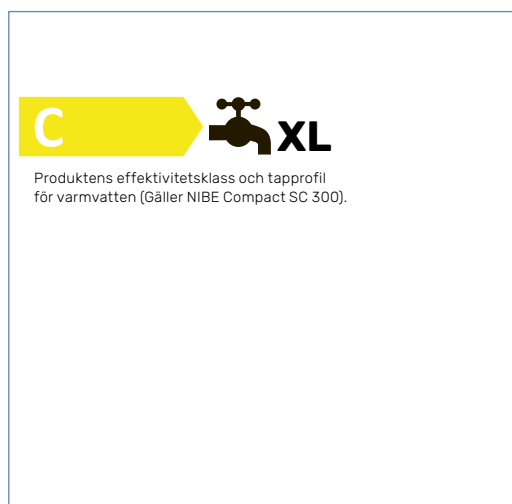 C
XL
Produktens effektivitetsklass och tapprofil
för varmvatten (Gäller NIBE Compact SC 300).